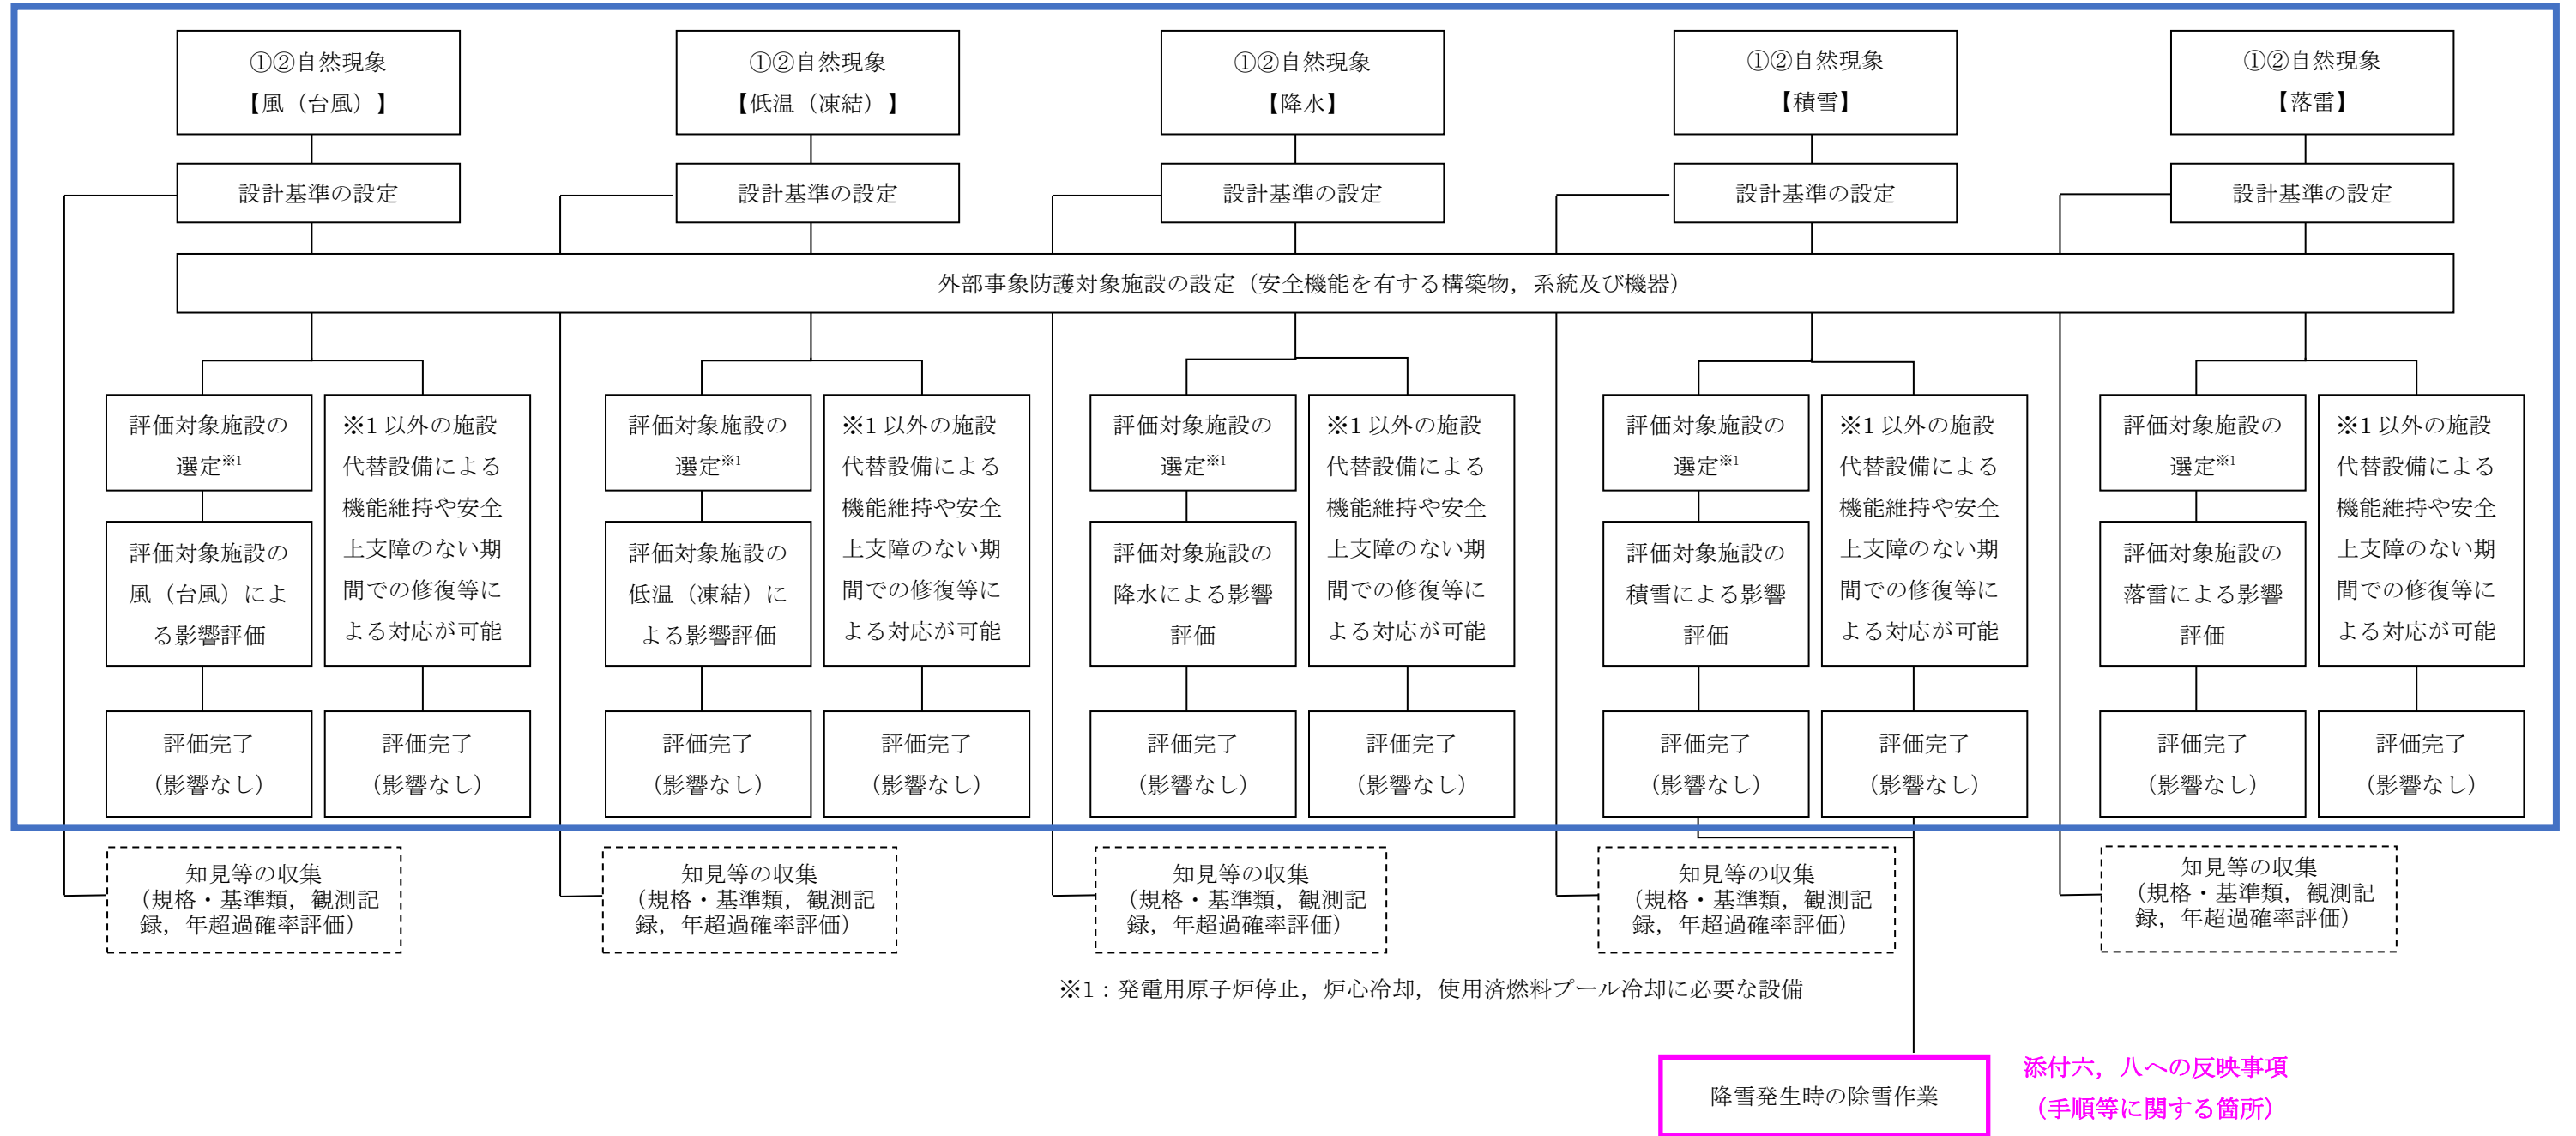 ①②自然現象
【風（台風）】
①②自然現象
【低温（凍結）】
①②自然現象
【降水】
①②自然現象
【積雪】
①②自然現象
【落雷】
設計基準の設定
設計基準の設定
設計基準の設定
設計基準の設定
設計基準の設定
外部事象防護対象施設の設定（安全機能を有する構築物，系統及び機器）
評価対象施設の
選定※1
※1 以外の施設
代替設備による
機能維持や安全
上支障のない期
間での修復等に
よる対応が可能
評価対象施設の
選定※1
※1 以外の施設
代替設備による
機能維持や安全
上支障のない期
間での修復等に
よる対応が可能
評価対象施設の
選定※1
※1 以外の施設
代替設備による
機能維持や安全
上支障のない期
間での修復等に
よる対応が可能
評価対象施設の
選定※1
※1 以外の施設
代替設備による
機能維持や安全
上支障のない期
間での修復等に
よる対応が可能
評価対象施設の
選定※1
※1 以外の施設
代替設備による
機能維持や安全
上支障のない期
間での修復等に
よる対応が可能
評価対象施設の
風（台風）によ
る影響評価
評価対象施設の
低温（凍結）に
よる影響評価
評価対象施設の
降水による影響
評価
評価対象施設の
積雪による影響
評価
評価対象施設の
落雷による影響
評価
評価完了
（影響なし）
評価完了
（影響なし）
評価完了
（影響なし）
評価完了
（影響なし）
評価完了
（影響なし）
評価完了
（影響なし）
評価完了
（影響なし）
評価完了
（影響なし）
評価完了
（影響なし）
評価完了
（影響なし）
知見等の収集
（規格・基準類，観測記
録，年超過確率評価）
知見等の収集
（規格・基準類，観測記
録，年超過確率評価）
知見等の収集
（規格・基準類，観測記
録，年超過確率評価）
知見等の収集
（規格・基準類，観測記
録，年超過確率評価）
知見等の収集
（規格・基準類，観測記
録，年超過確率評価）
※1：発電用原子炉停止，炉心冷却，使用済燃料プール冷却に必要な設備
降雪発生時の除雪作業
添付六，八への反映事項
（手順等に関する箇所）